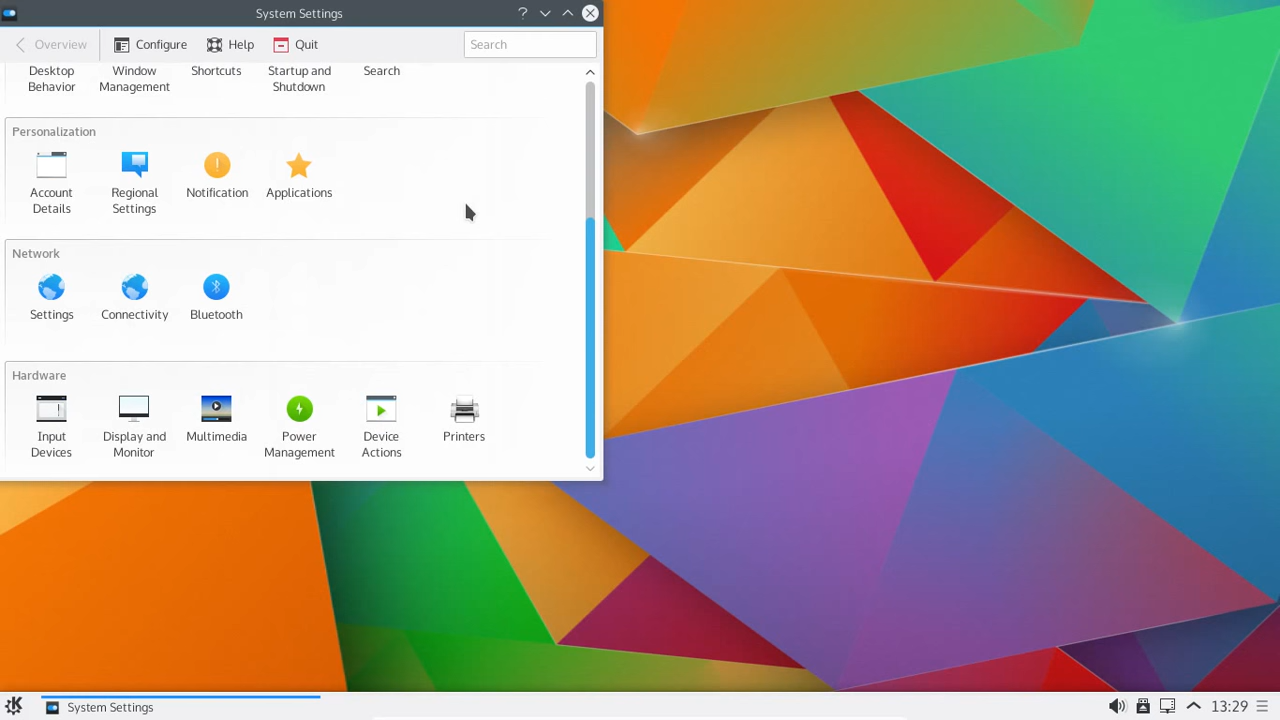 System Settings
Overview Configure Help Quit Search
Desktop Behavior Window Management Shortcuts Startup and Shutdown Search
Personalization
Account Details Regional Settings Notification Applications
Network
Settings Connectivity Bluetooth
Hardware
Input Devices Display and Monitor Multimedia Power Management Device Actions Printers
System Settings 13:29